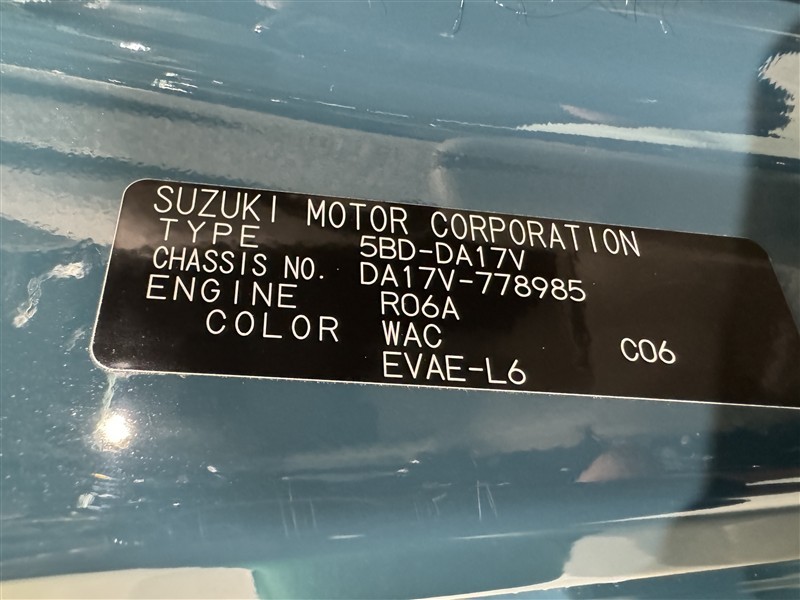 SUZUKI MOTOR CORPORATION
TYPE 5BD-DA17V
CHASSIS NO. DA17V-778985
ENGINE R06A
COLOR WAC C06
EVAE-L6